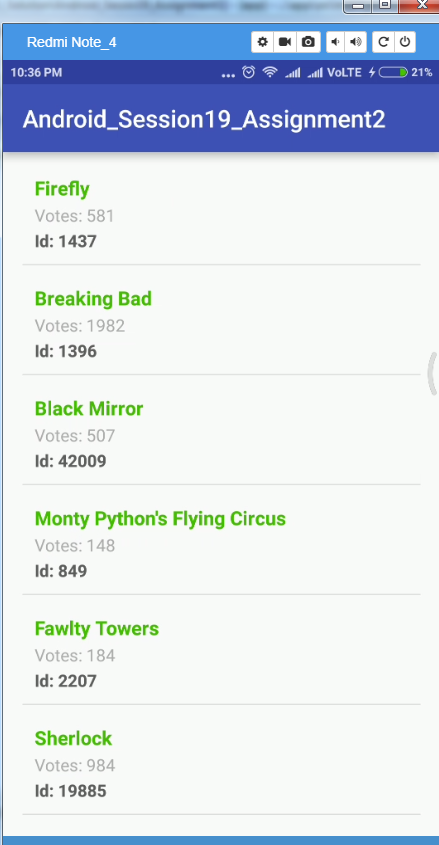 Redmi Note_4
10:36 PM ... VoLTE 21%
Android_Session19_Assignment2
Firefly
Votes: 581
Id: 1437
Breaking Bad
Votes: 1982
Id: 1396
Black Mirror
Votes: 507
Id: 42009
Monty Python's Flying Circus
Votes: 148
Id: 849
Fawlty Towers
Votes: 184
Id: 2207
Sherlock
Votes: 984
Id: 19885